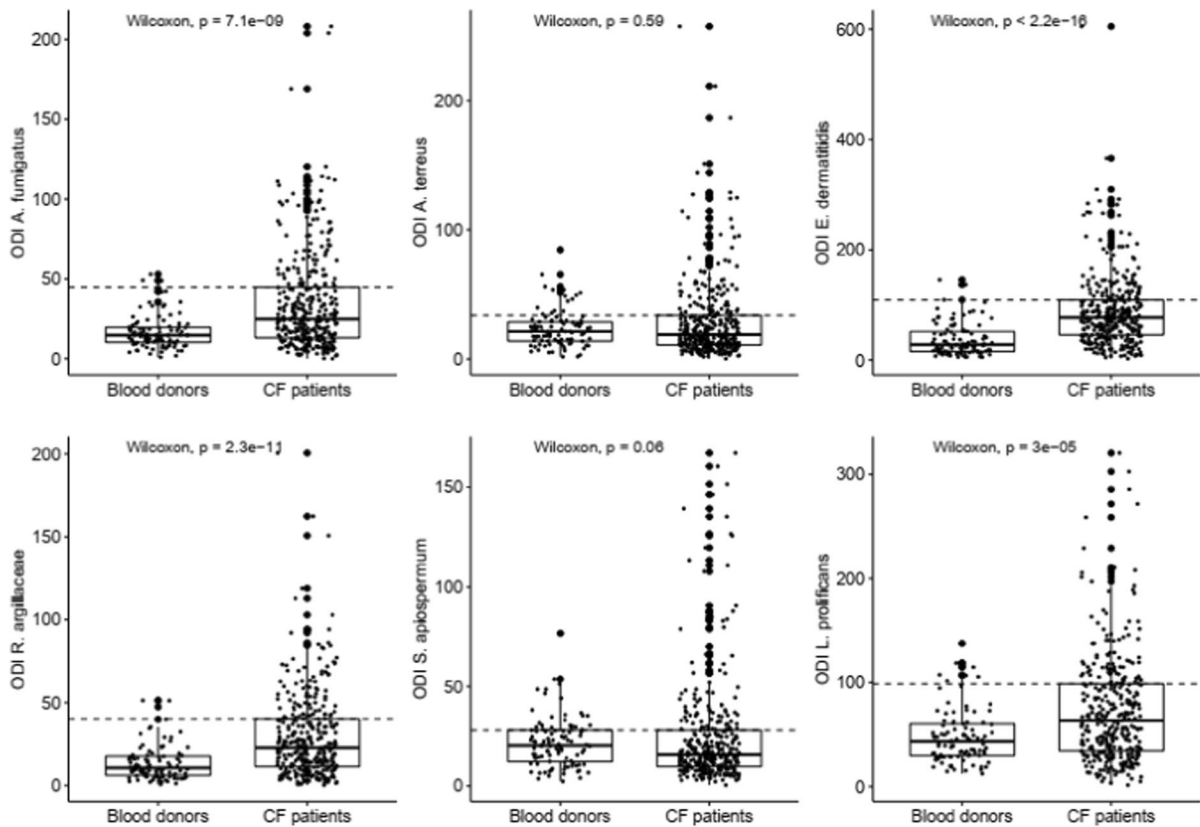 Wilcoxon, p = 7.1e-09
200
150
100
50
0
ODI A. fumigatus
Blood donors CF patients
Wilcoxon, p = 0.59
200
100
0
ODI A. terreus
Blood donors CF patients
Wilcoxon, p < 2.2e-16
600
400
200
0
ODI E. dermatitidis
Blood donors CF patients
Wilcoxon, p = 2.3e-11
200
150
100
50
0
ODI R. argillaceae
Blood donors CF patients
Wilcoxon, p = 0.06
150
100
50
0
ODI S. apiospermum
Blood donors CF patients
Wilcoxon, p = 3e-05
300
200
100
0
ODI L. prolificans
Blood donors CF patients